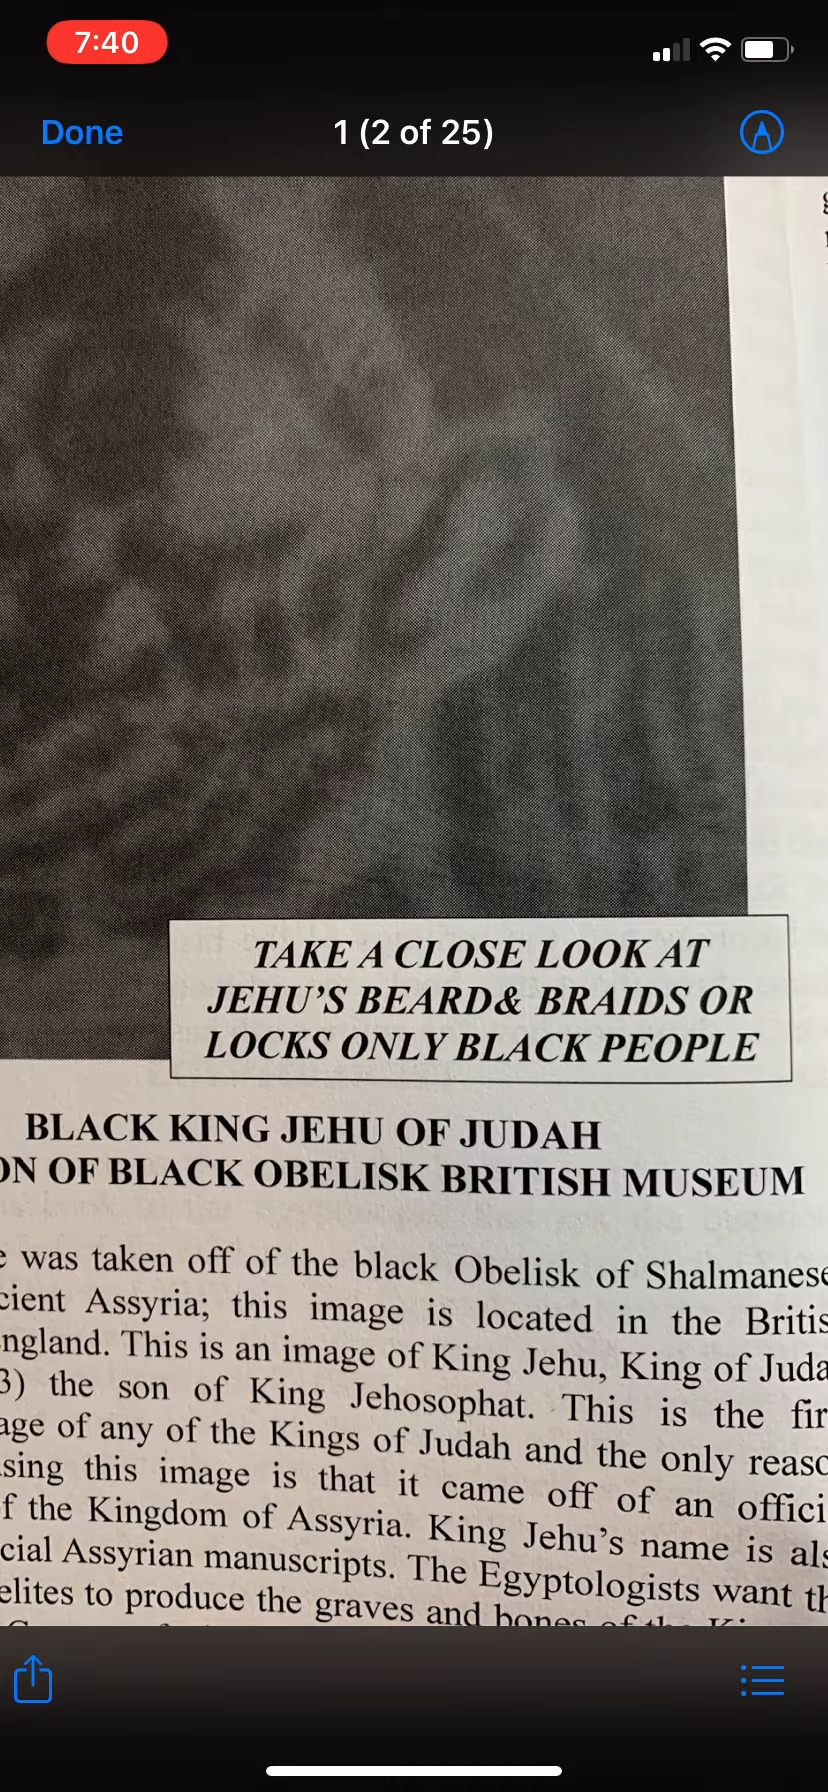 7:40
Done
1 (2 of 25)
TAKE A CLOSE LOOK AT
JEHU'S BEARD& BRAIDS OR
LOCKS ONLY BLACK PEOPLE
BLACK KING JEHU OF JUDAH
ON OF BLACK OBELISK BRITISH MUSEUM
e was taken off of the black Obelisk of Shalmanese
cient Assyria; this image is located in the Britis
ngland. This is an image of King Jehu, King of Juda
3) the son of King Jehosophat. This is the fir
age of any of the Kings of Judah and the only reaso
sing this image is that it came off of an offici
f the Kingdom of Assyria. King Jehu's name is als
cial Assyrian manuscripts. The Egyptologists want th
elites to produce the graves and bones of the